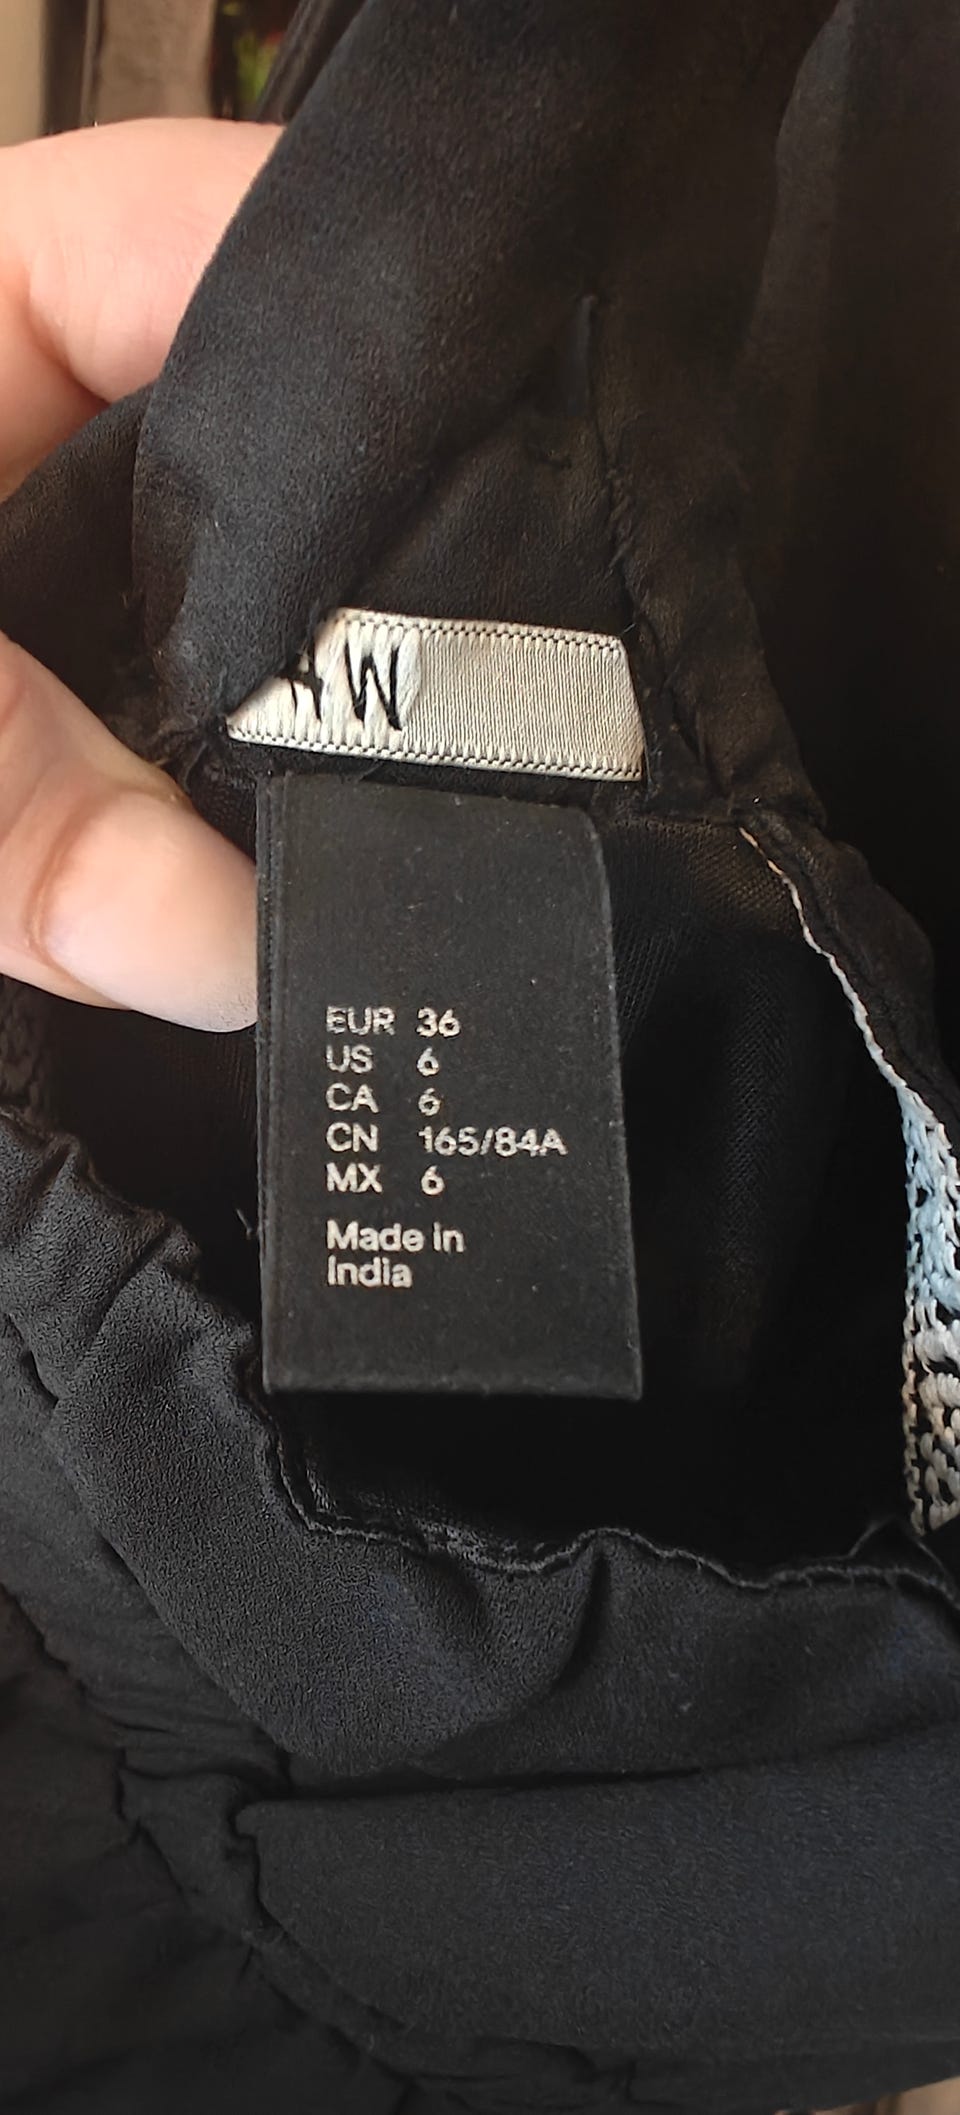 EUR 36
US 6
CA 6
CN 165/84A
MX 6
Made in
India